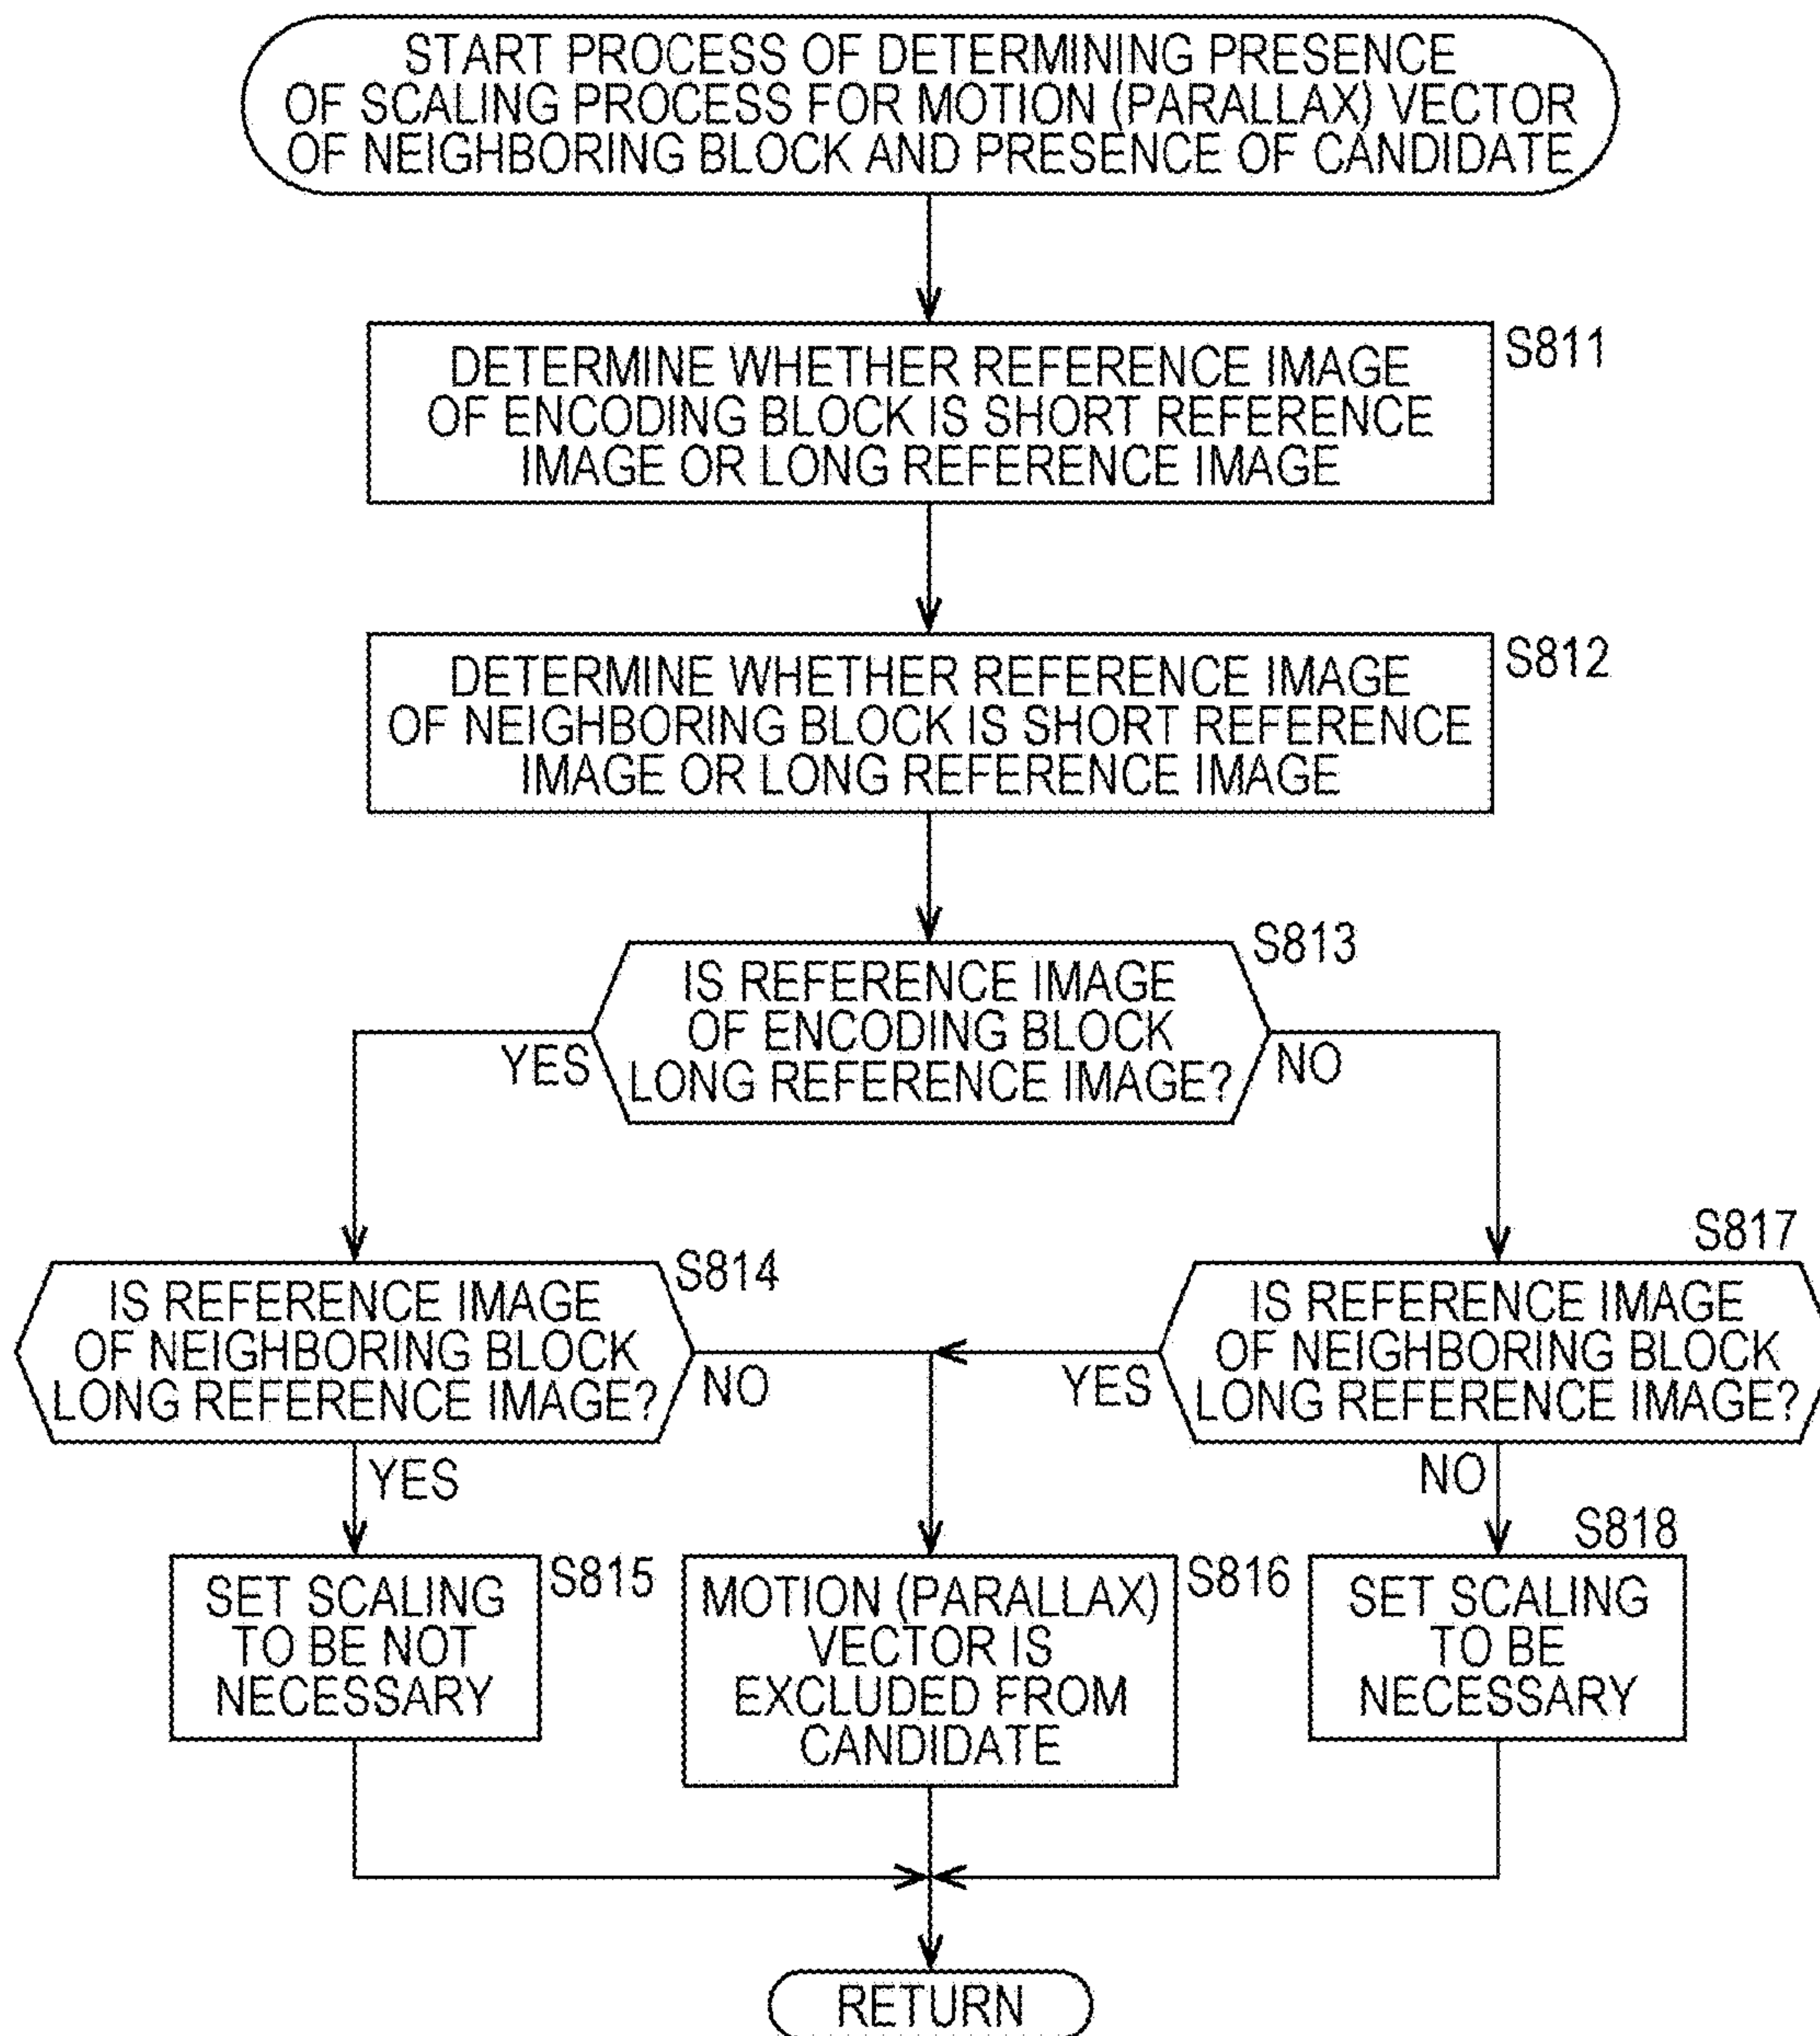 START PROCESS OF DETERMINING PRESENCE
OF SCALING PROCESS FOR MOTION (PARALLAX) VECTOR
OF NEIGHBORING BLOCK AND PRESENCE OF CANDIDATE
S811
DETERMINE WHETHER REFERENCE IMAGE
OF ENCODING BLOCK IS SHORT REFERENCE
IMAGE OR LONG REFERENCE IMAGE
S812
DETERMINE WHETHER REFERENCE IMAGE
OF NEIGHBORING BLOCK IS SHORT REFERENCE
IMAGE OR LONG REFERENCE IMAGE
S813
IS REFERENCE IMAGE
OF ENCODING BLOCK
LONG REFERENCE IMAGE?
YES
NO
S814
IS REFERENCE IMAGE
OF NEIGHBORING BLOCK
LONG REFERENCE IMAGE?
NO
YES
S817
IS REFERENCE IMAGE
OF NEIGHBORING BLOCK
LONG REFERENCE IMAGE?
YES
NO
S815
SET SCALING
TO BE NOT
NECESSARY
S816
MOTION (PARALLAX)
VECTOR IS
EXCLUDED FROM
CANDIDATE
S818
SET SCALING
TO BE
NECESSARY
RETURN